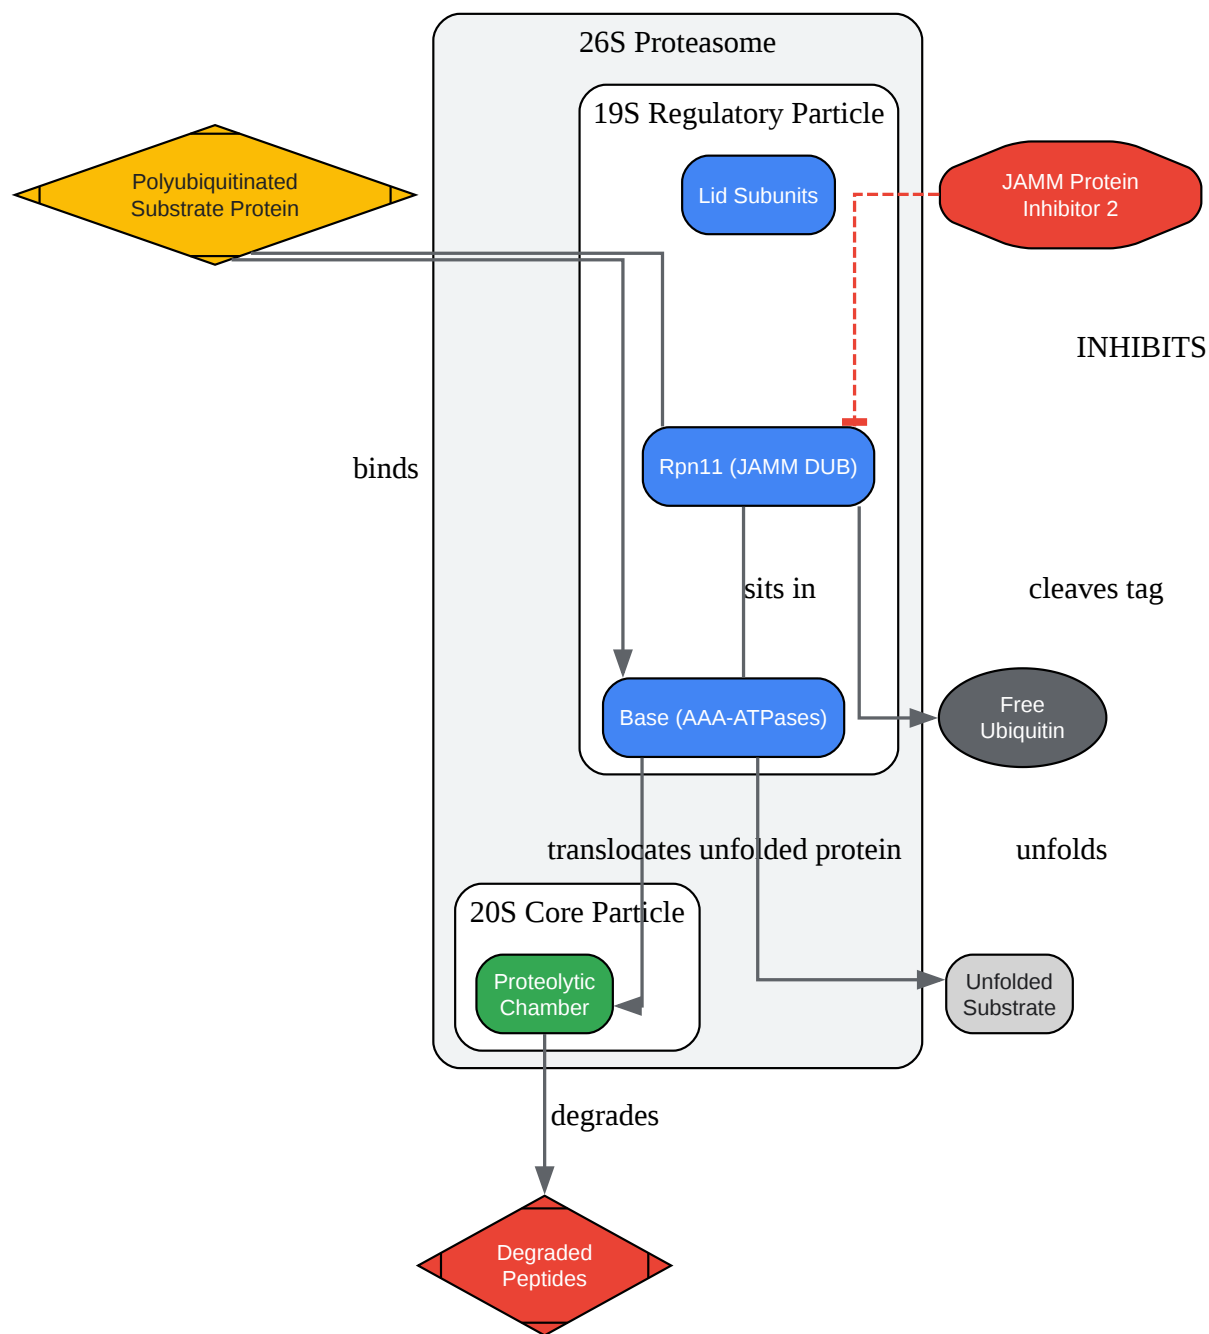 26S Proteasome
19S Regulatory Particle
Polyubiquitinated
Substrate Protein
Lid Subunits
JAMM Protein
Inhibitor 2
INHIBITS
binds
Rpn11 (JAMM DUB)
sits in
cleaves tag
Base (AAA-ATPases)
Free
Ubiquitin
translocates unfolded protein
unfolds
20S Core Particle
Proteolytic
Chamber
Unfolded
Substrate
degrades
Degraded
Peptides